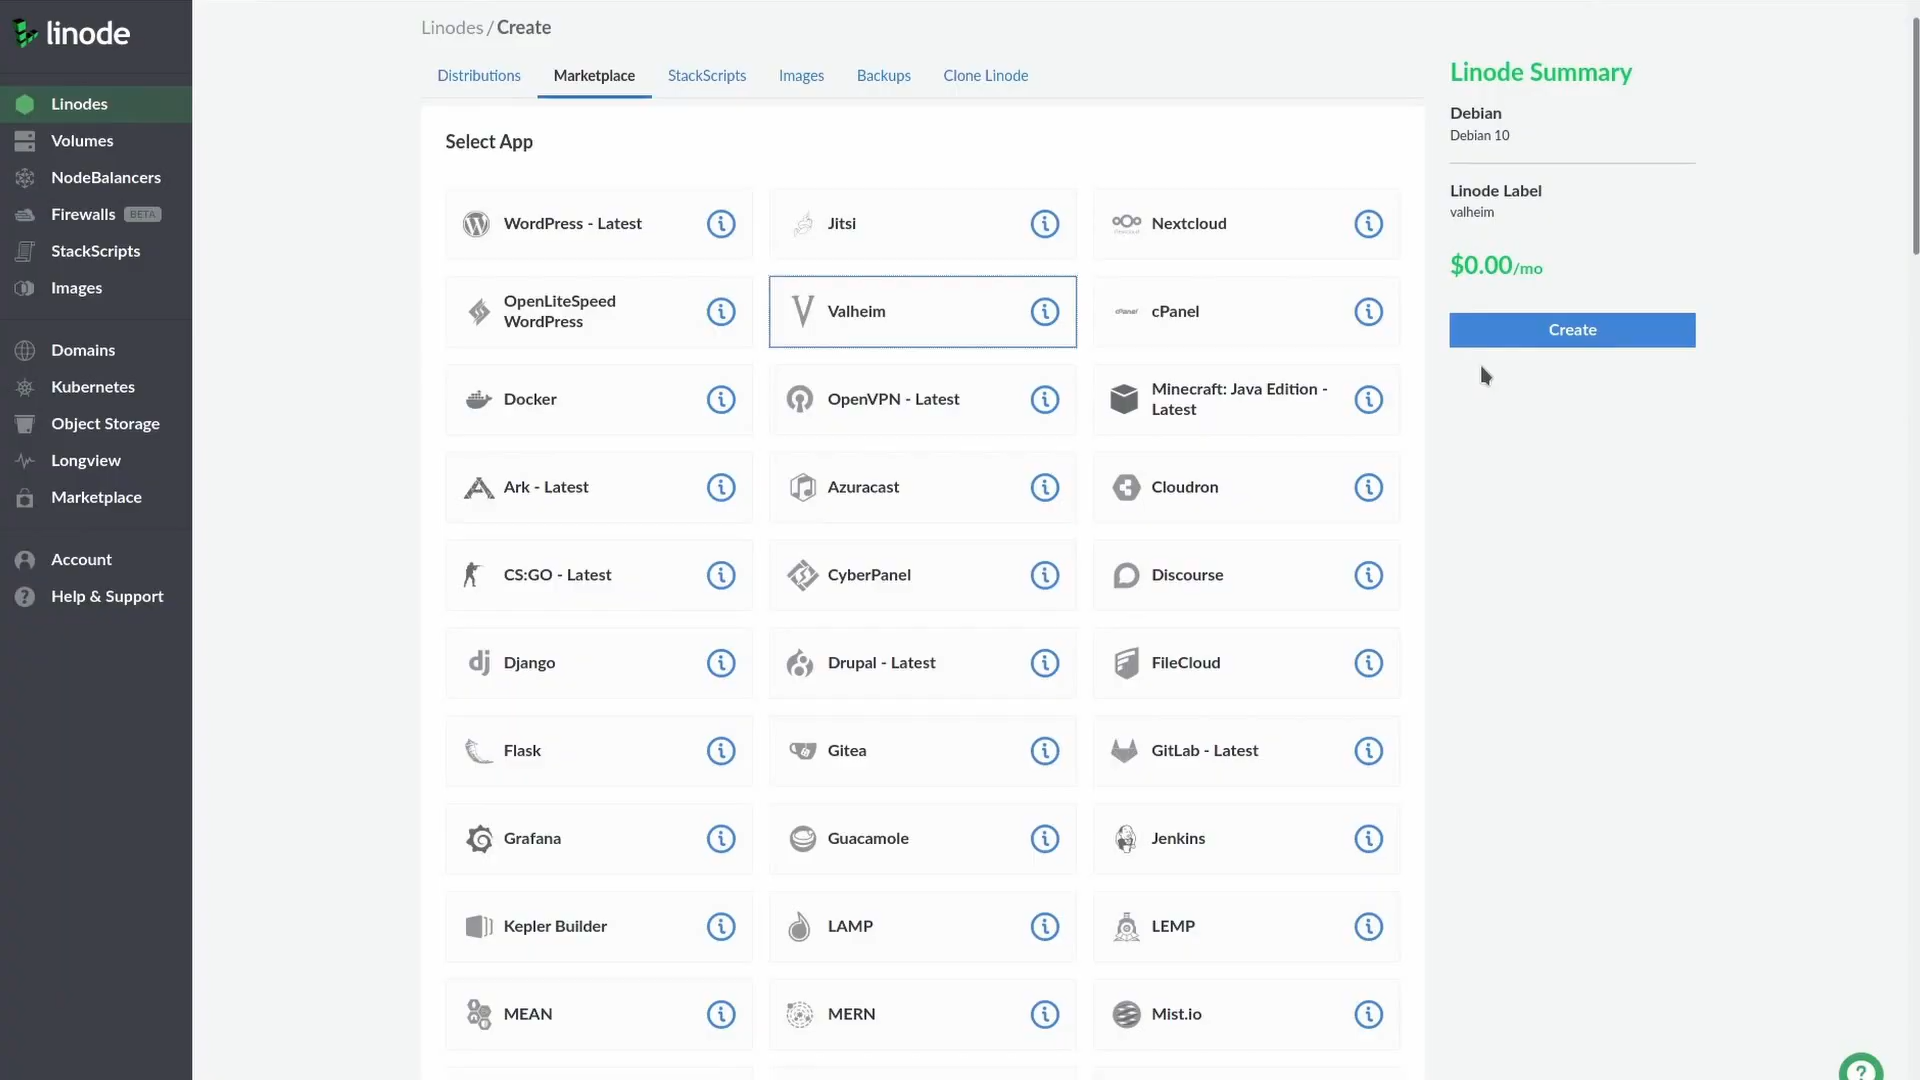 linode
Linodes
Volumes
NodeBalancers
Firewalls BETA
StackScripts
Images
Domains
Kubernetes
Object Storage
Longview
Marketplace
Account
Help & Support
Linodes / Create
Distributions Marketplace StackScripts Images Backups Clone Linode
Select App
WordPress - Latest
Jitsi
Nextcloud
OpenLiteSpeed
WordPress
Valheim
cPanel
cPanel
Docker
OpenVPN - Latest
Minecraft: Java Edition -
Latest
Ark - Latest
Azuracast
Cloudron
CS:GO - Latest
CyberPanel
Discourse
dj
Django
Drupal - Latest
FileCloud
Flask
Gitea
GitLab - Latest
Grafana
Guacamole
Jenkins
Kepler Builder
LAMP
LEMP
MEAN
MERN
Mist.io
Linode Summary
Debian
Debian 10
Linode Label
valheim
$0.00/mo
Create
?